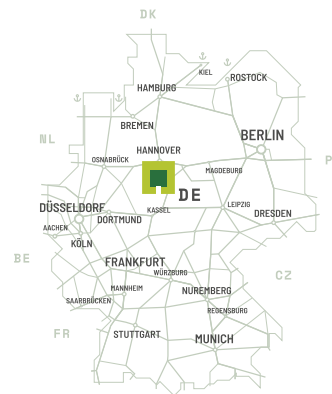 DK
KIEL
ROSTOCK
HAMBURG
BREMEN
BERLIN
NL
HANNOVER
OSNABRÜCK
P
MAGDEBURG
DE
DÜSSELDORF
KASSEL
LEIPZIG
DRESDEN
DORTMUND
AACHEN
KÖLN
BE
FRANKFURT
WÜRZBURG
CZ
MANNHEIM
NUREMBERG
SAARBRÜCKEN
REGENSBURG
FR
STUTTGART
MUNICH